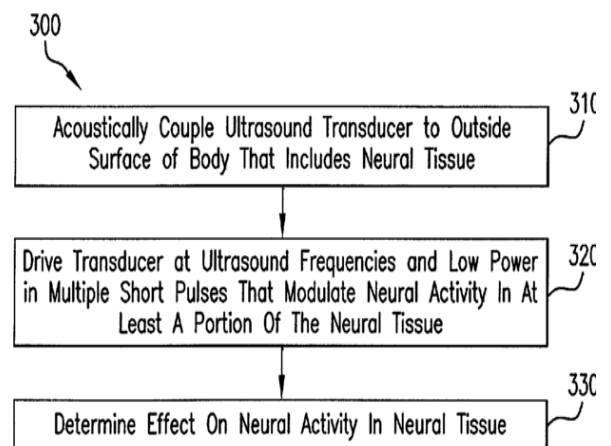 300
310
Acoustically Couple Ultrasound Transducer to Outside
Surface of Body That Includes Neural Tissue
320
Drive Transducer at Ultrasound Frequencies and Low Power
in Multiple Short Pulses That Modulate Neural Activity In At
Least A Portion Of The Neural Tissue
330
Determine Effect On Neural Activity In Neural Tissue